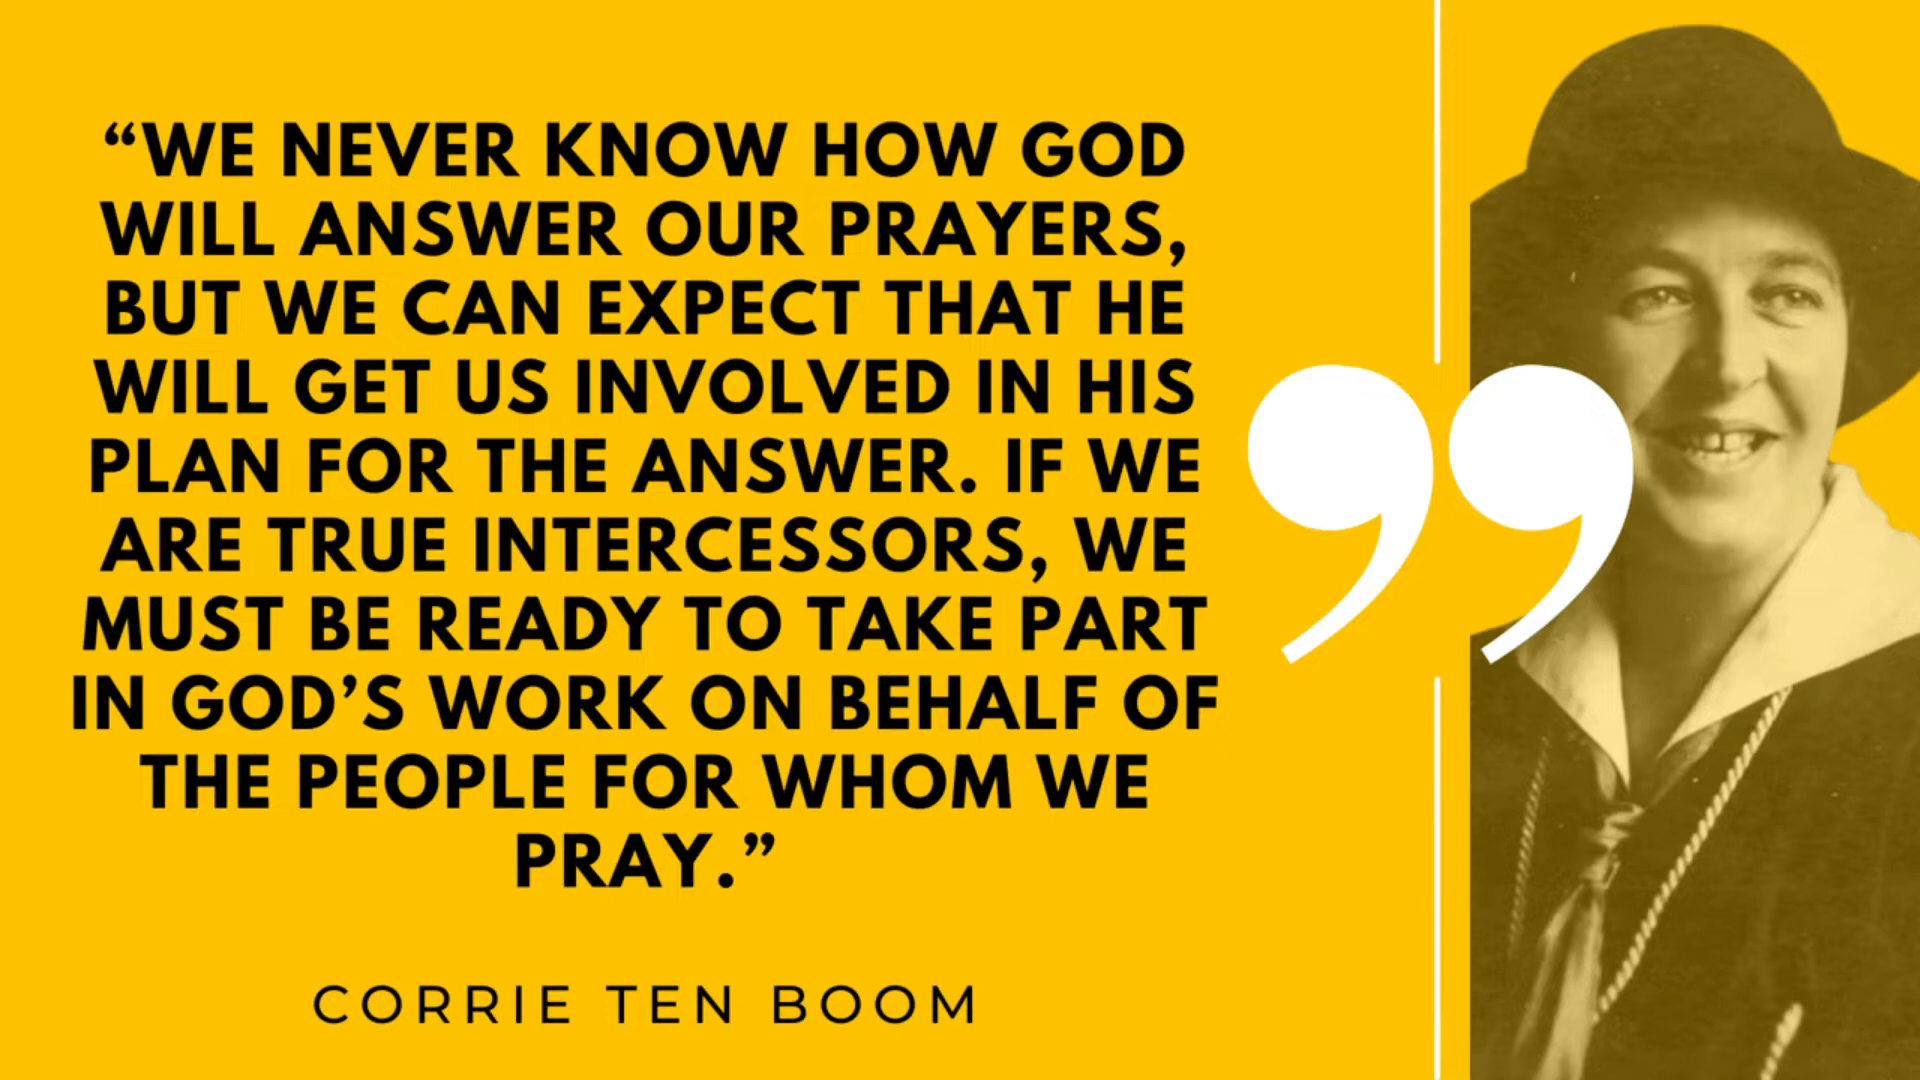 “WE NEVER KNOW HOW GOD
WILL ANSWER OUR PRAYERS,
BUT WE CAN EXPECT THAT HE
WILL GET US INVOLVED IN HIS
PLAN FOR THE ANSWER. IF WE
ARE TRUE INTERCESSORS, WE
MUST BE READY TO TAKE PART
IN GOD’S WORK ON BEHALF OF
THE PEOPLE FOR WHOM WE
PRAY.”
CORRIE TEN BOOM